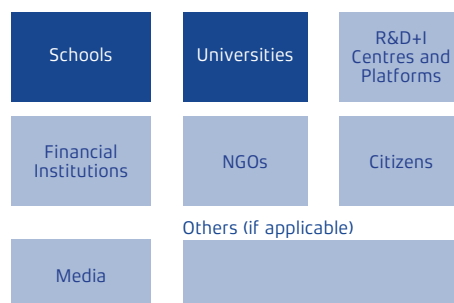 Schools
Universities
R&D+I
Centres and
Platforms
Financial
Institutions
NGOs
Citizens
Others (if applicable)
Media